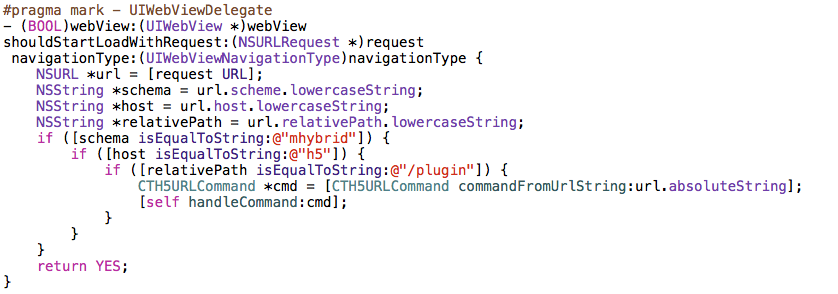 #pragma mark - UIWebViewDelegate
- (BOOL)webView:(UIWebView *)webView
shouldStartLoadWithRequest:(NSURLRequest *)request
 navigationType:(UIWebViewNavigationType)navigationType {
    NSURL *url = [request URL];
    NSString *schema = url.scheme.lowercaseString;
    NSString *host = url.host.lowercaseString;
    NSString *relativePath = url.relativePath.lowercaseString;
    if ([schema isEqualToString:@"mhybrid"]) {
        if ([host isEqualToString:@"h5"]) {
            if ([relativePath isEqualToString:@"/plugin"]) {
                CTH5URLCommand *cmd = [CTH5URLCommand commandFromUrlString:url.absoluteString];
                [self handleCommand:cmd];
            }
        }
    }
    return YES;
}